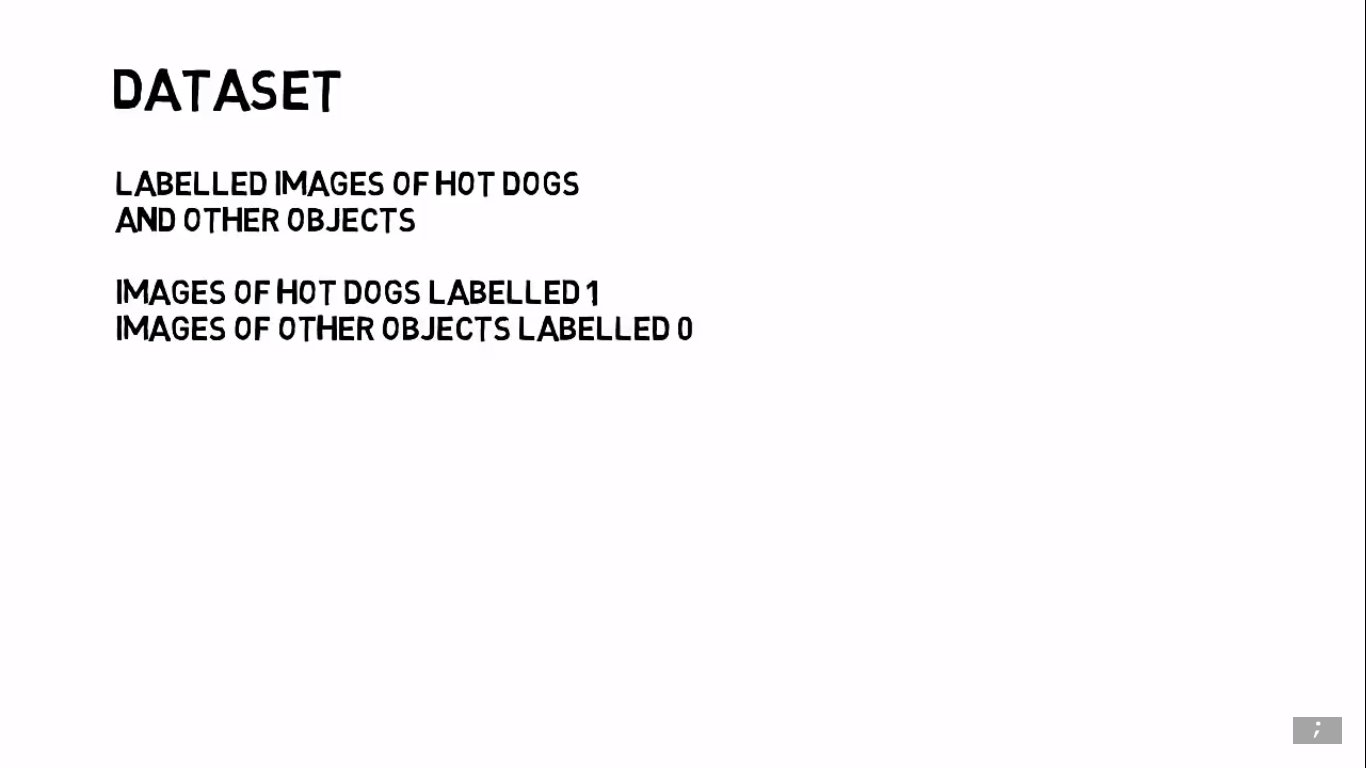 DATASET
LABELLED IMAGES OF HOT DOGS
AND OTHER OBJECTS
IMAGES OF HOT DOGS LABELLED 1
IMAGES OF OTHER OBJECTS LABELLED 0
;